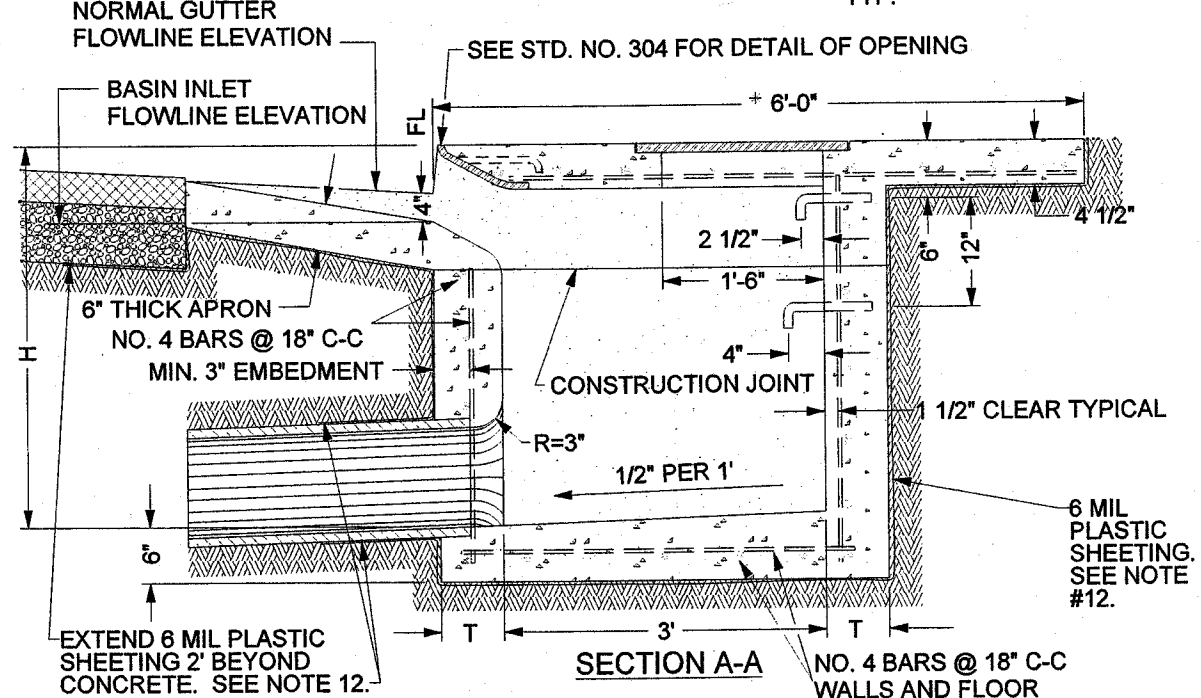 NORMAL GUTTER
FLOWLINE ELEVATION
SEE STD. NO. 304 FOR DETAIL OF OPENING
BASIN INLET
FLOWLINE ELEVATION
FL
* 6'-0"
4"
2 1/2"
1'-6"
6"
12"
4 1/2"
6" THICK APRON
NO. 4 BARS @ 18" C-C
MIN. 3" EMBEDMENT
H
4"
CONSTRUCTION JOINT
1 1/2" CLEAR TYPICAL
R=3"
1/2" PER 1'
6"
6 MIL
PLASTIC
SHEETING.
SEE NOTE
#12.
T
3'
T
EXTEND 6 MIL PLASTIC
SHEETING 2' BEYOND
CONCRETE. SEE NOTE 12.
SECTION A-A
NO. 4 BARS @ 18" C-C
WALLS AND FLOOR